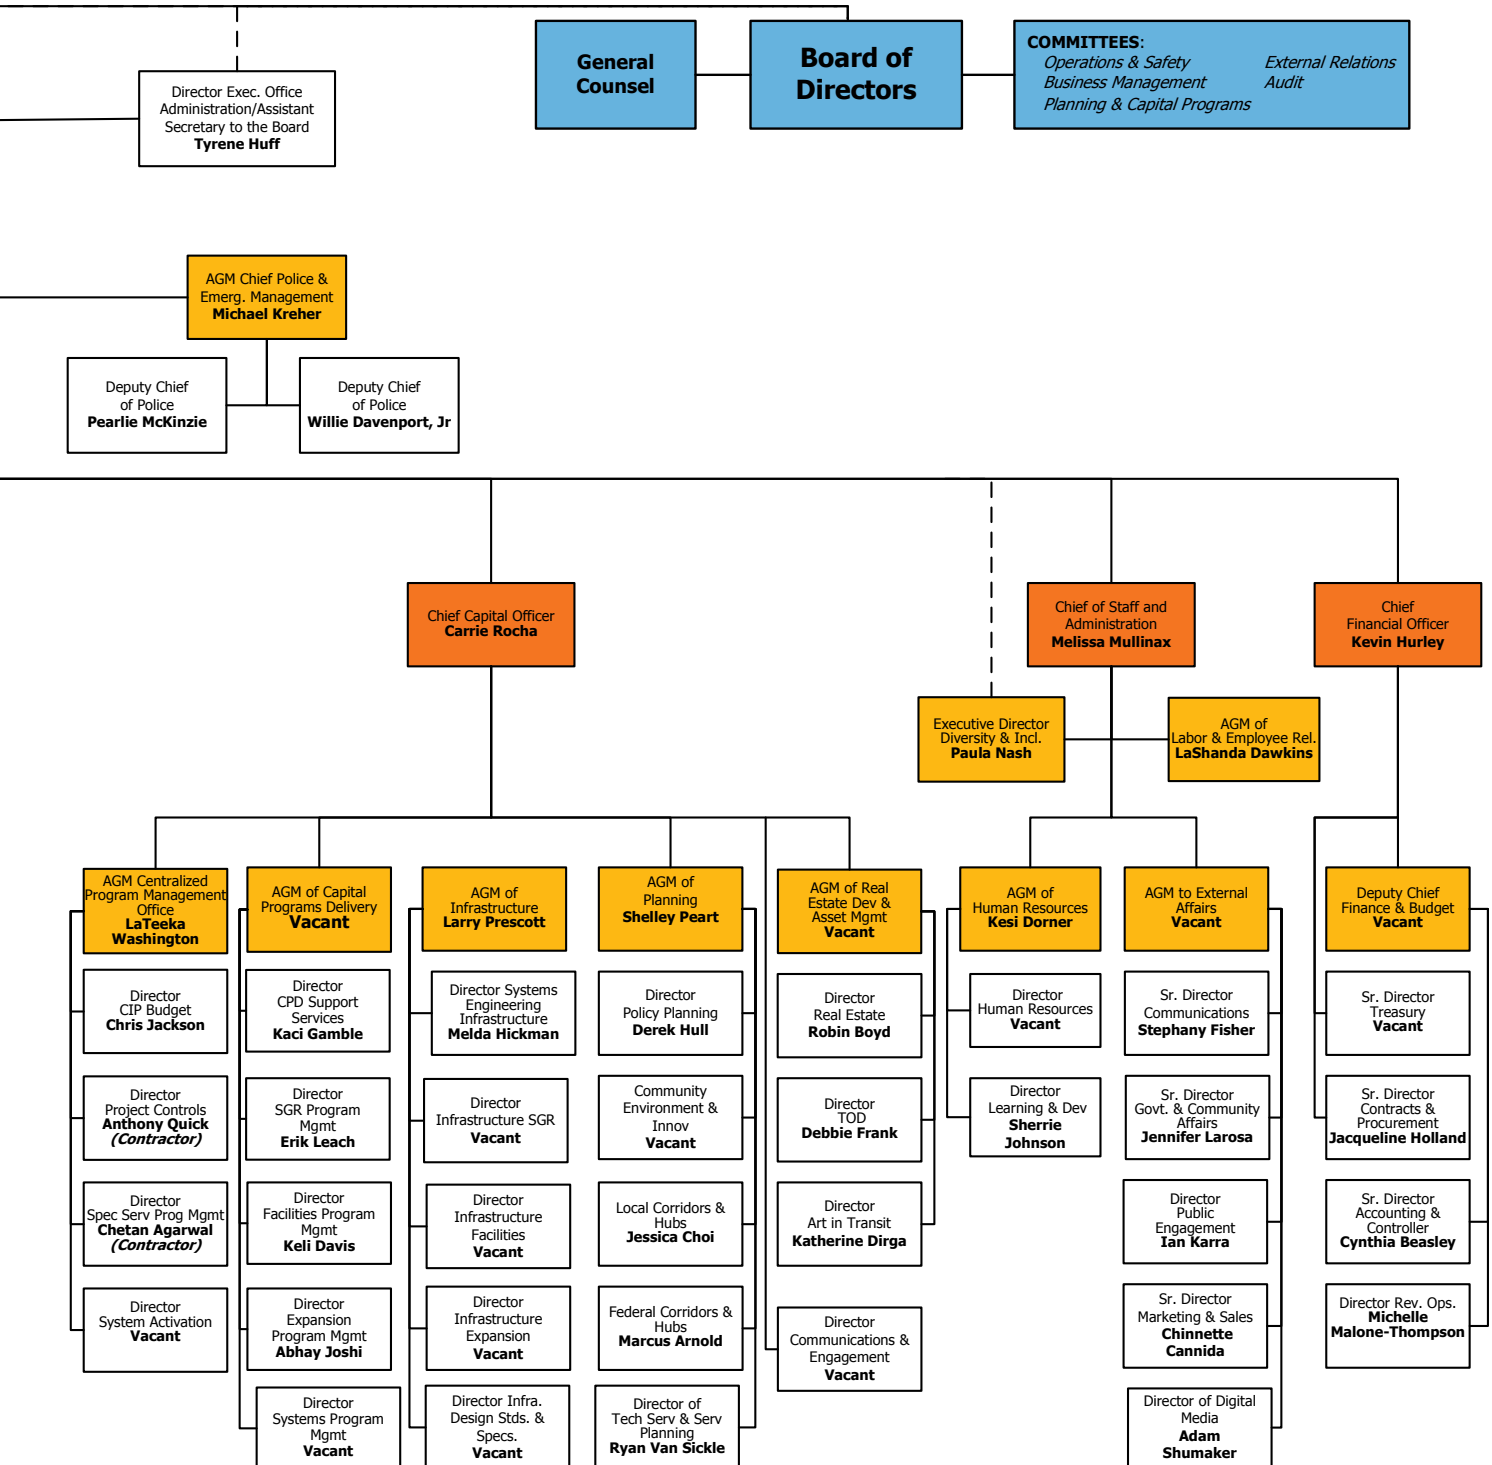 General
Counsel
Board of
Directors
COMMITTEES:
Operations & Safety
External Relations
Business Management
Audit
Planning & Capital Programs
Director Exec. Office
Administration/Assistant
Secretary to the Board
Tyrene Huff
AGM Chief Police &
Emerg. Management
Michael Kreher
Deputy Chief
of Police
Pearlie McKinzie
Deputy Chief
of Police
Willie Davenport, Jr
Chief Capital Officer
Carrie Rocha
Chief of Staff and
Administration
Melissa Mullinax
Chief
Financial Officer
Kevin Hurley
Executive Director
Diversity & Incl.
Paula Nash
AGM of
Labor & Employee Rel.
LaShanda Dawkins
AGM Centralized
Program Management
Office
LaTeeka
Washington
Director
CIP Budget
Chris Jackson
Director
Project Controls
Anthony Quick
(Contractor)
Director
Spec Serv Prog Mgmt
Chetan Agarwal
(Contractor)
Director
System Activation
Vacant
AGM of Capital
Programs Delivery
Vacant
Director
CPD Support
Services
Kaci Gamble
Director
SGR Program
Mgmt
Erik Leach
Director
Facilities Program
Mgmt
Keli Davis
Director
Expansion
Program Mgmt
Abhay Joshi
Director
Systems Program
Mgmt
Vacant
AGM of
Infrastructure
Larry Prescott
Director Systems
Engineering
Infrastructure
Melda Hickman
Director
Infrastructure SGR
Vacant
Director
Infrastructure
Facilities
Vacant
Director
Infrastructure
Expansion
Vacant
Director Infra.
Design Stds. &
Specs.
Vacant
AGM of
Planning
Shelley Peart
Director
Policy Planning
Derek Hull
Community
Environment &
Innov
Vacant
Local Corridors &
Hubs
Jessica Choi
Federal Corridors &
Hubs
Marcus Arnold
Director of
Tech Serv & Serv
Planning
Ryan Van Sickle
AGM of Real
Estate Dev &
Asset Mgmt
Vacant
Director
Real Estate
Robin Boyd
Director
TOD
Debbie Frank
Director
Art in Transit
Katherine Dirga
Director
Communications &
Engagement
Vacant
AGM of
Human Resources
Kesi Dorner
Director
Human Resources
Vacant
Director
Learning & Dev
Sherrie
Johnson
AGM to External
Affairs
Vacant
Sr. Director
Communications
Stephany Fisher
Sr. Director
Govt. & Community
Affairs
Jennifer Larosa
Director
Public
Engagement
Ian Karra
Sr. Director
Marketing & Sales
Chinnette
Cannida
Director of Digital
Media
Adam
Shumaker
Deputy Chief
Finance & Budget
Vacant
Sr. Director
Treasury
Vacant
Sr. Director
Contracts &
Procurement
Jacqueline Holland
Sr. Director
Accounting &
Controller
Cynthia Beasley
Director Rev. Ops.
Michelle
Malone-Thompson